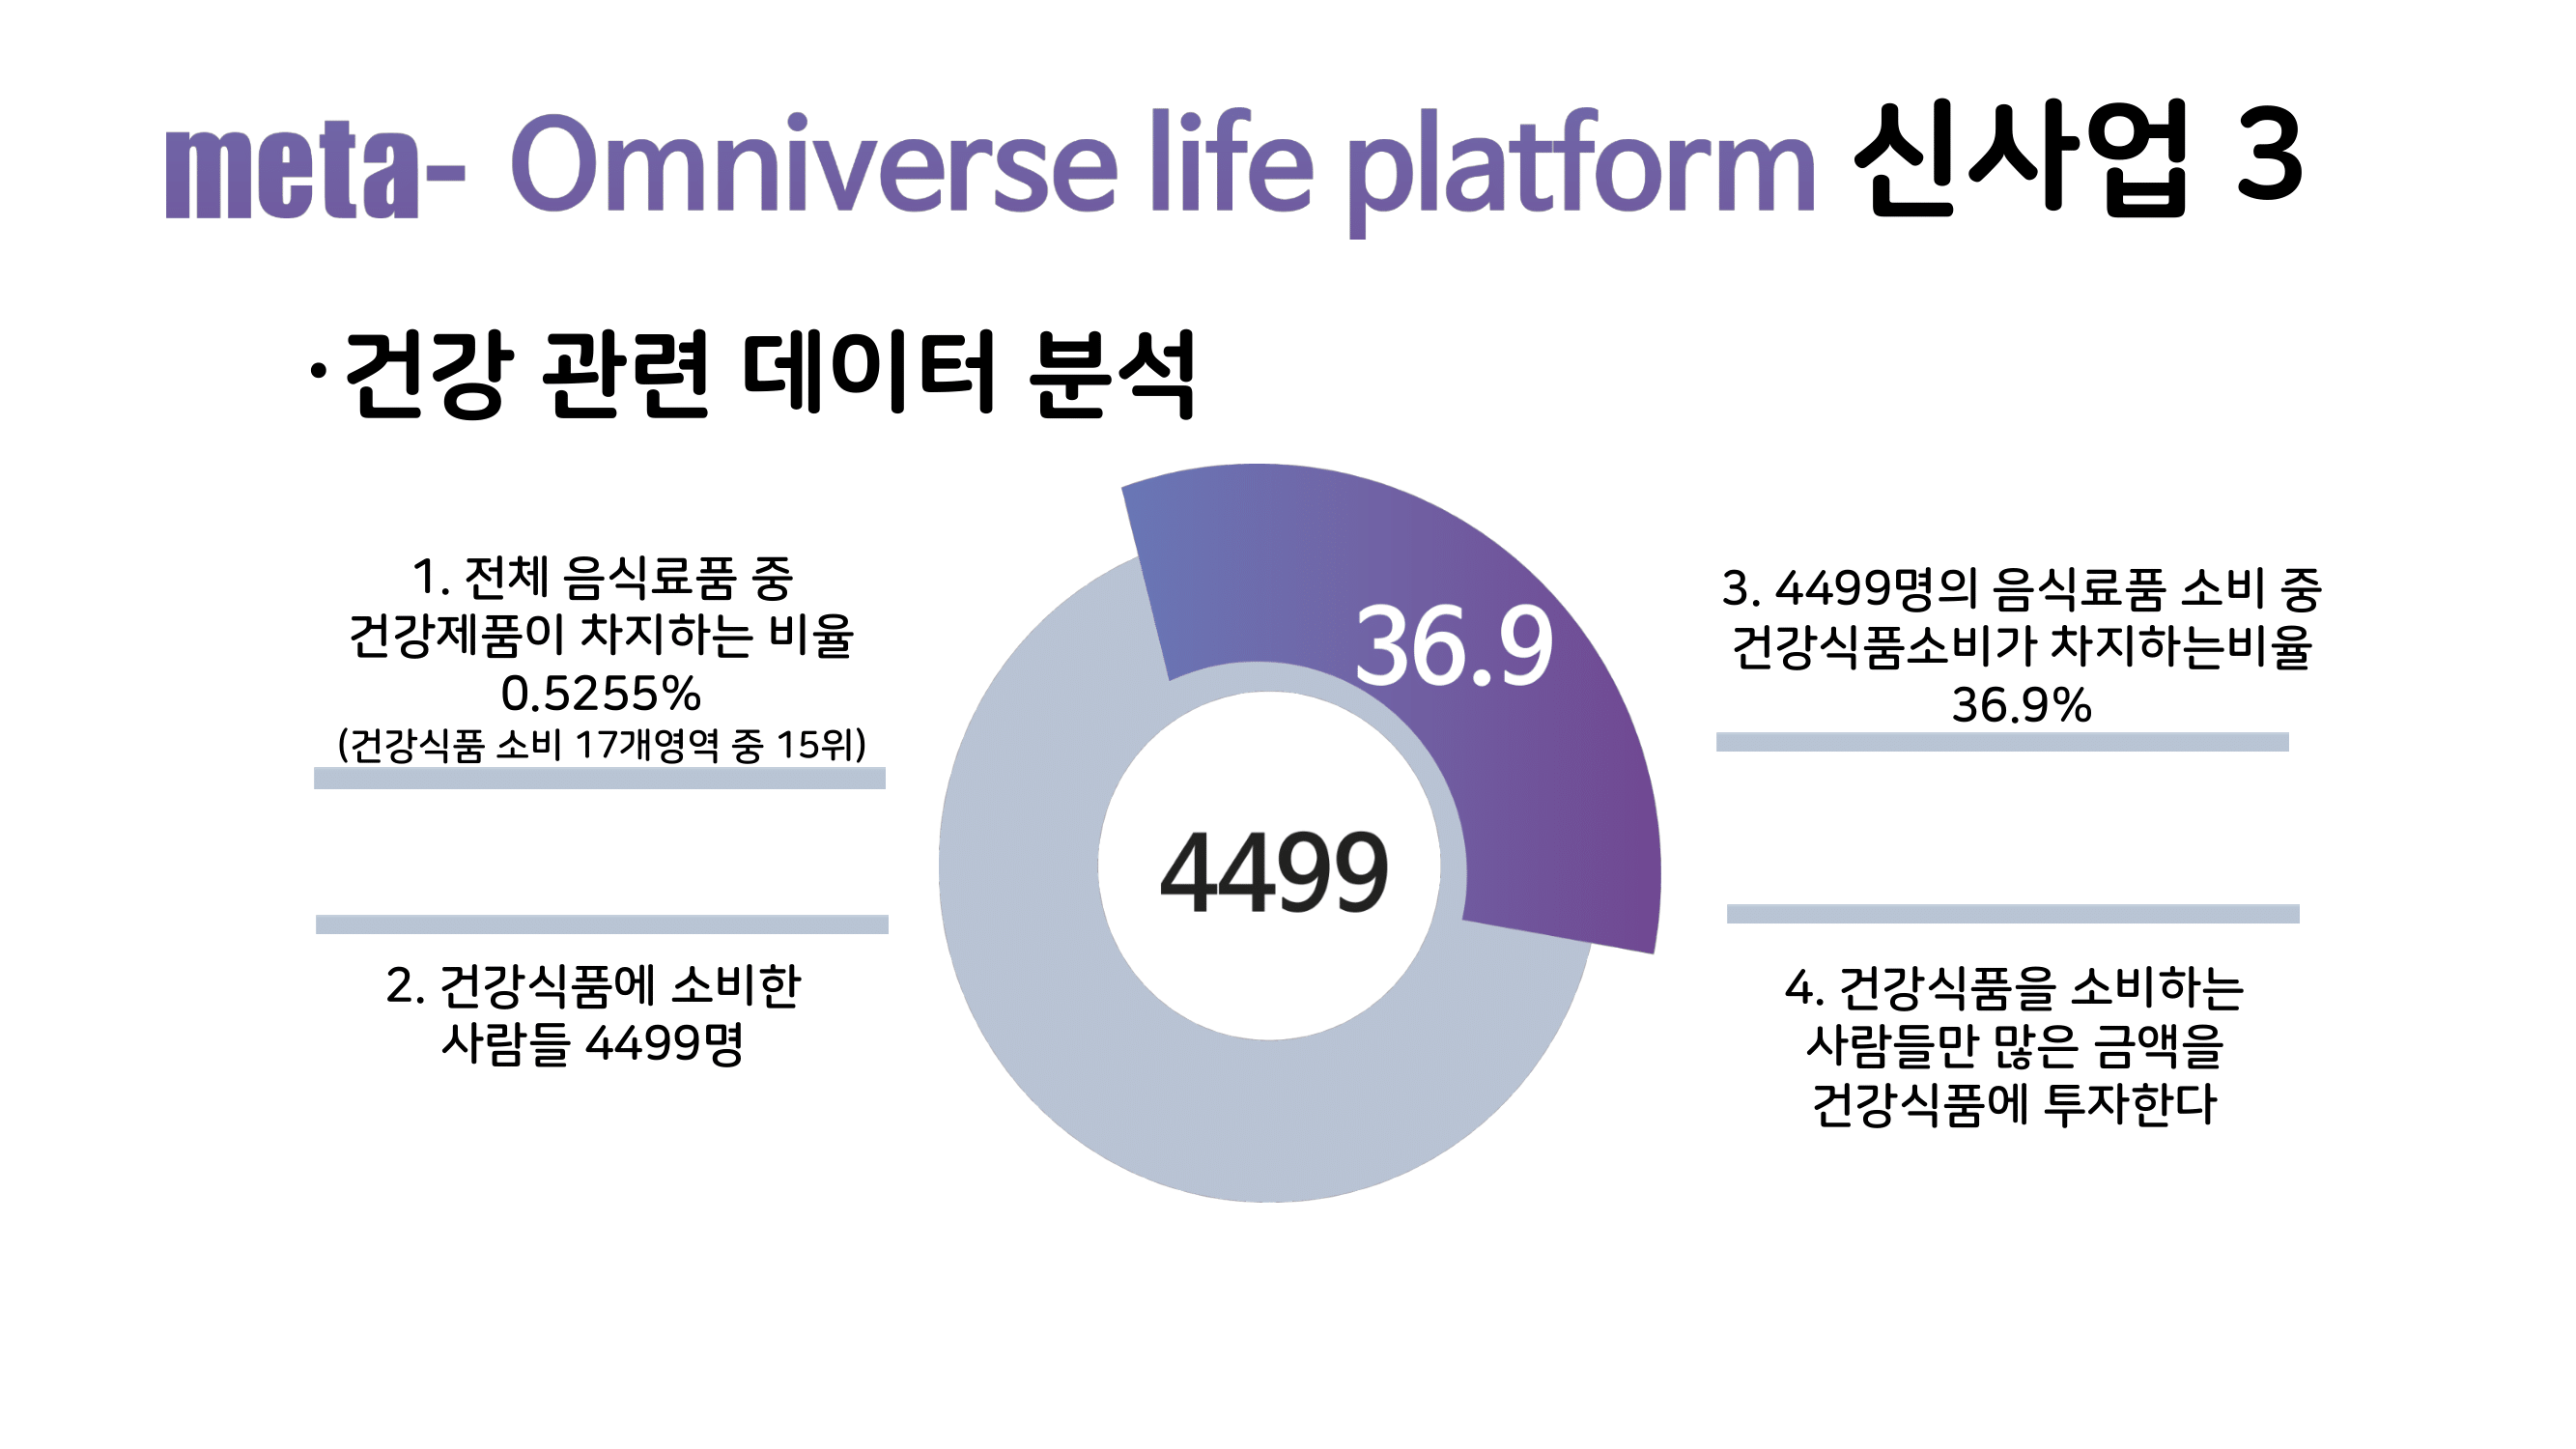 meta- Omniverse life platform 신사업 3
·건강 관련 데이터 분석
1. 전체 음식료품 중
건강제품이 차지하는 비율
0.5255%
(건강식품 소비 17개영역 중 15위)
2. 건강식품에 소비한
사람들 4499명
36.9
4499
3. 4499명의 음식료품 소비 중
건강식품소비가 차지하는비율
36.9%
4. 건강식품을 소비하는
사람들만 많은 금액을
건강식품에 투자한다